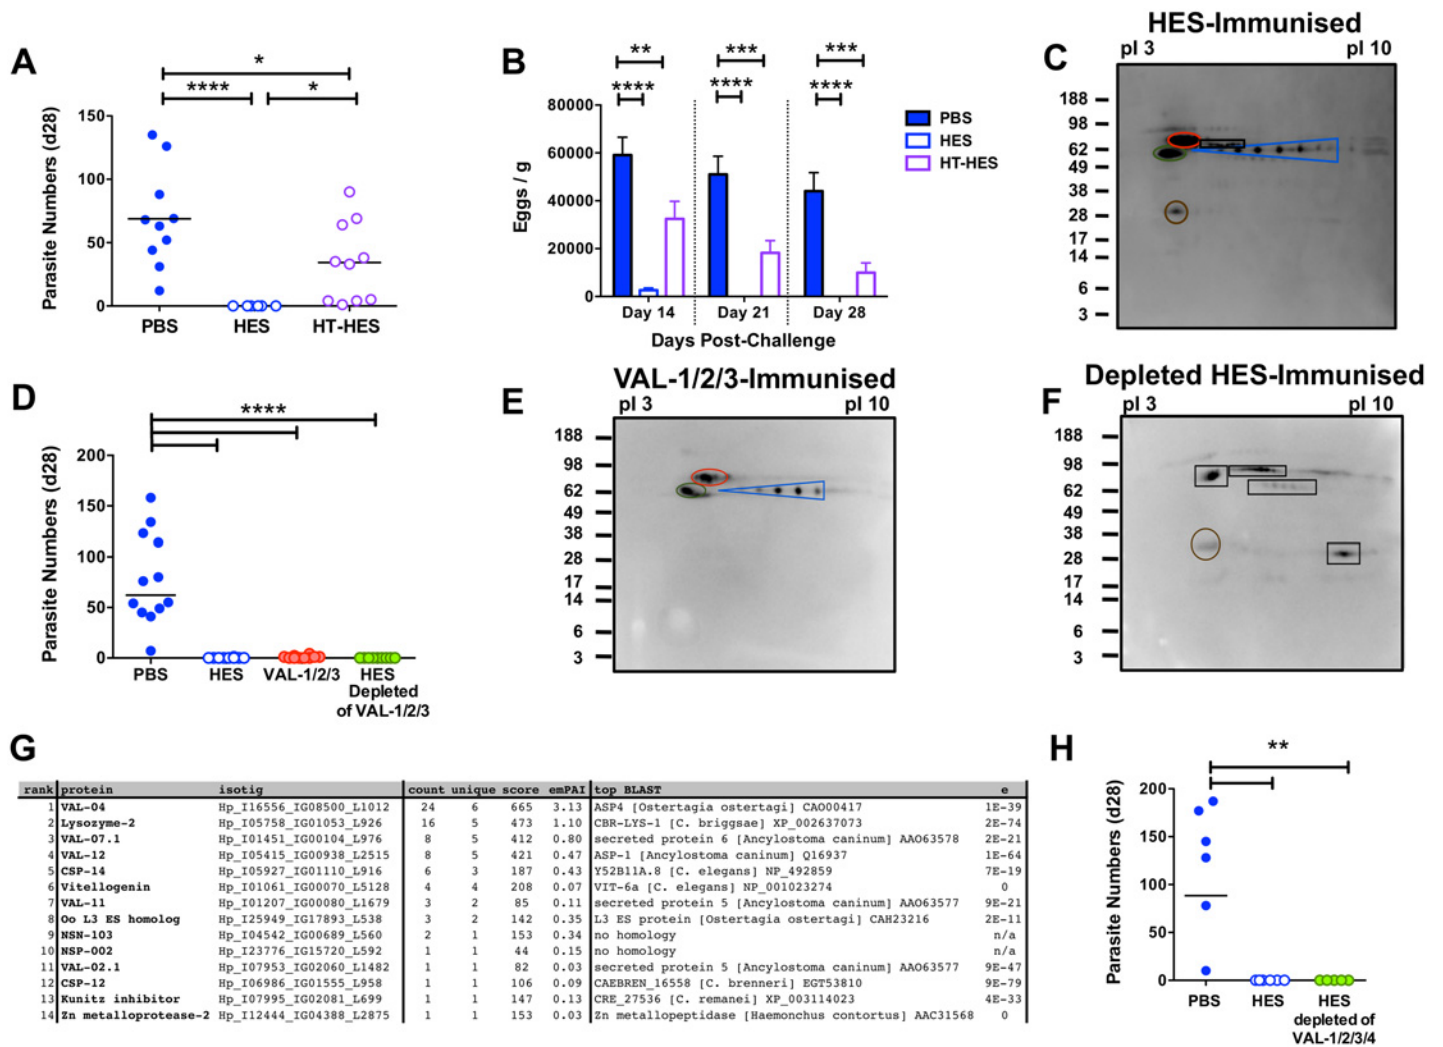 A
*
****
*
Parasite Numbers (d28)
150
100
50
0
PBS
HES
HT-HES
B
**
***
***
****
****
****
Eggs / g
80000
60000
40000
20000
0
Day 14
Day 21
Day 28
Days Post-Challenge
PBS
HES
HT-HES
HES-Immunised
C
pI 3
pI 10
188
98
62
49
38
28
17
14
6
3
D
****
Parasite Numbers (d28)
200
150
100
50
0
PBS
HES
VAL-1/2/3
HES
Depleted
of VAL-1/2/3
VAL-1/2/3-Immunised
E
pI 3
pI 10
188
98
62
49
38
28
17
14
6
3
Depleted HES-Immunised
F
pI 3
pI 10
188
98
62
49
38
28
17
14
6
3
G
rank protein isotig count unique score emPAI top BLAST e
1 VAL-04 Hp_I16556_IG08500_L1012 24 6 665 3.13 ASP4 [Ostertagia ostertagi] CAO00417 1E-39
2 Lysozyme-2 Hp_I05758_IG01053_L926 16 5 473 1.10 CBR-LYS-1 [C. briggsae] XP_002637073 2E-74
3 VAL-07.1 Hp_I01451_IG00104_L976 8 5 412 0.80 secreted protein 6 [Ancylostoma caninum] AAO63578 2E-21
4 VAL-12 Hp_I05415_IG00938_L2515 8 5 421 0.47 ASP-1 [Ancylostoma caninum] Q16937 1E-64
5 CSP-14 Hp_I05927_IG01110_L916 6 3 187 0.43 Y52B11A.8 [C. elegans] NP_492859 7E-19
6 Vitellogenin Hp_I01061_IG00070_L5128 4 4 208 0.07 VIT-6a [C. elegans] NP_001023274 0
7 VAL-11 Hp_I01207_IG00080_L1679 3 2 85 0.11 secreted protein 5 [Ancylostoma caninum] AAO63577 9E-21
8 Oo L3 ES homolog Hp_I25949_IG17893_L538 3 2 142 0.35 L3 ES protein [Ostertagia ostertagi] CAH23216 2E-11
9 NSN-103 Hp_I04542_IG00689_L560 2 1 153 0.34 no homology n/a
10 NSP-002 Hp_I23776_IG15720_L592 1 1 44 0.15 no homology n/a
11 VAL-02.1 Hp_I07953_IG02060_L1482 1 1 82 0.03 secreted protein 5 [Ancylostoma caninum] AAO63577 9E-47
12 CSP-12 Hp_I06986_IG01555_L958 1 1 106 0.09 CAEBREN_16558 [C. brenneri] EGT53810 9E-79
13 Kunitz inhibitor Hp_I07995_IG02081_L699 1 1 147 0.13 CRE_27536 [C. remanei] XP_003114023 4E-33
14 Zn metalloprotease-2 Hp_I12444_IG04388_L2875 1 1 153 0.03 Zn metallopeptidase [Haemonchus contortus] AAC31568 0
H
**
Parasite Numbers (d28)
200
150
100
50
0
PBS
HES
HES
depleted of
VAL-1/2/3/4